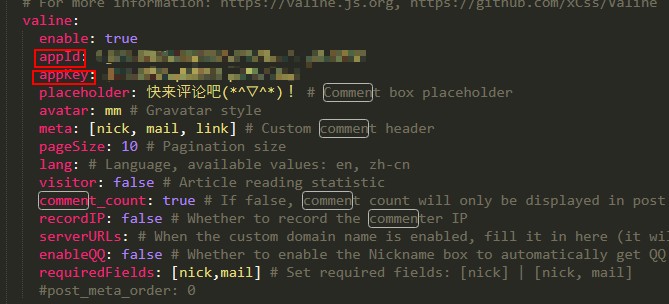 # For more information: https://valine.js.org, https://github.com/xCss/Valine
valine:
enable: true
appId:
appKey:
placeholder: 快来评论吧(*^▽^*)！ # Comment box placeholder
avatar: mm # Gravatar style
meta: [nick, mail, link] # Custom comment header
pageSize: 10 # Pagination size
lang: # Language, available values: en, zh-cn
visitor: false # Article reading statistic
comment_count: true # If false, comment count will only be displayed in post
recordIP: false # Whether to record the commenter IP
serverURLs: # When the custom domain name is enabled, fill it in here (it wil
enableQQ: false # Whether to enable the Nickname box to automatically get QQ
requiredFields: [nick,mail] # Set required fields: [nick] | [nick, mail]
#post_meta_order: 0